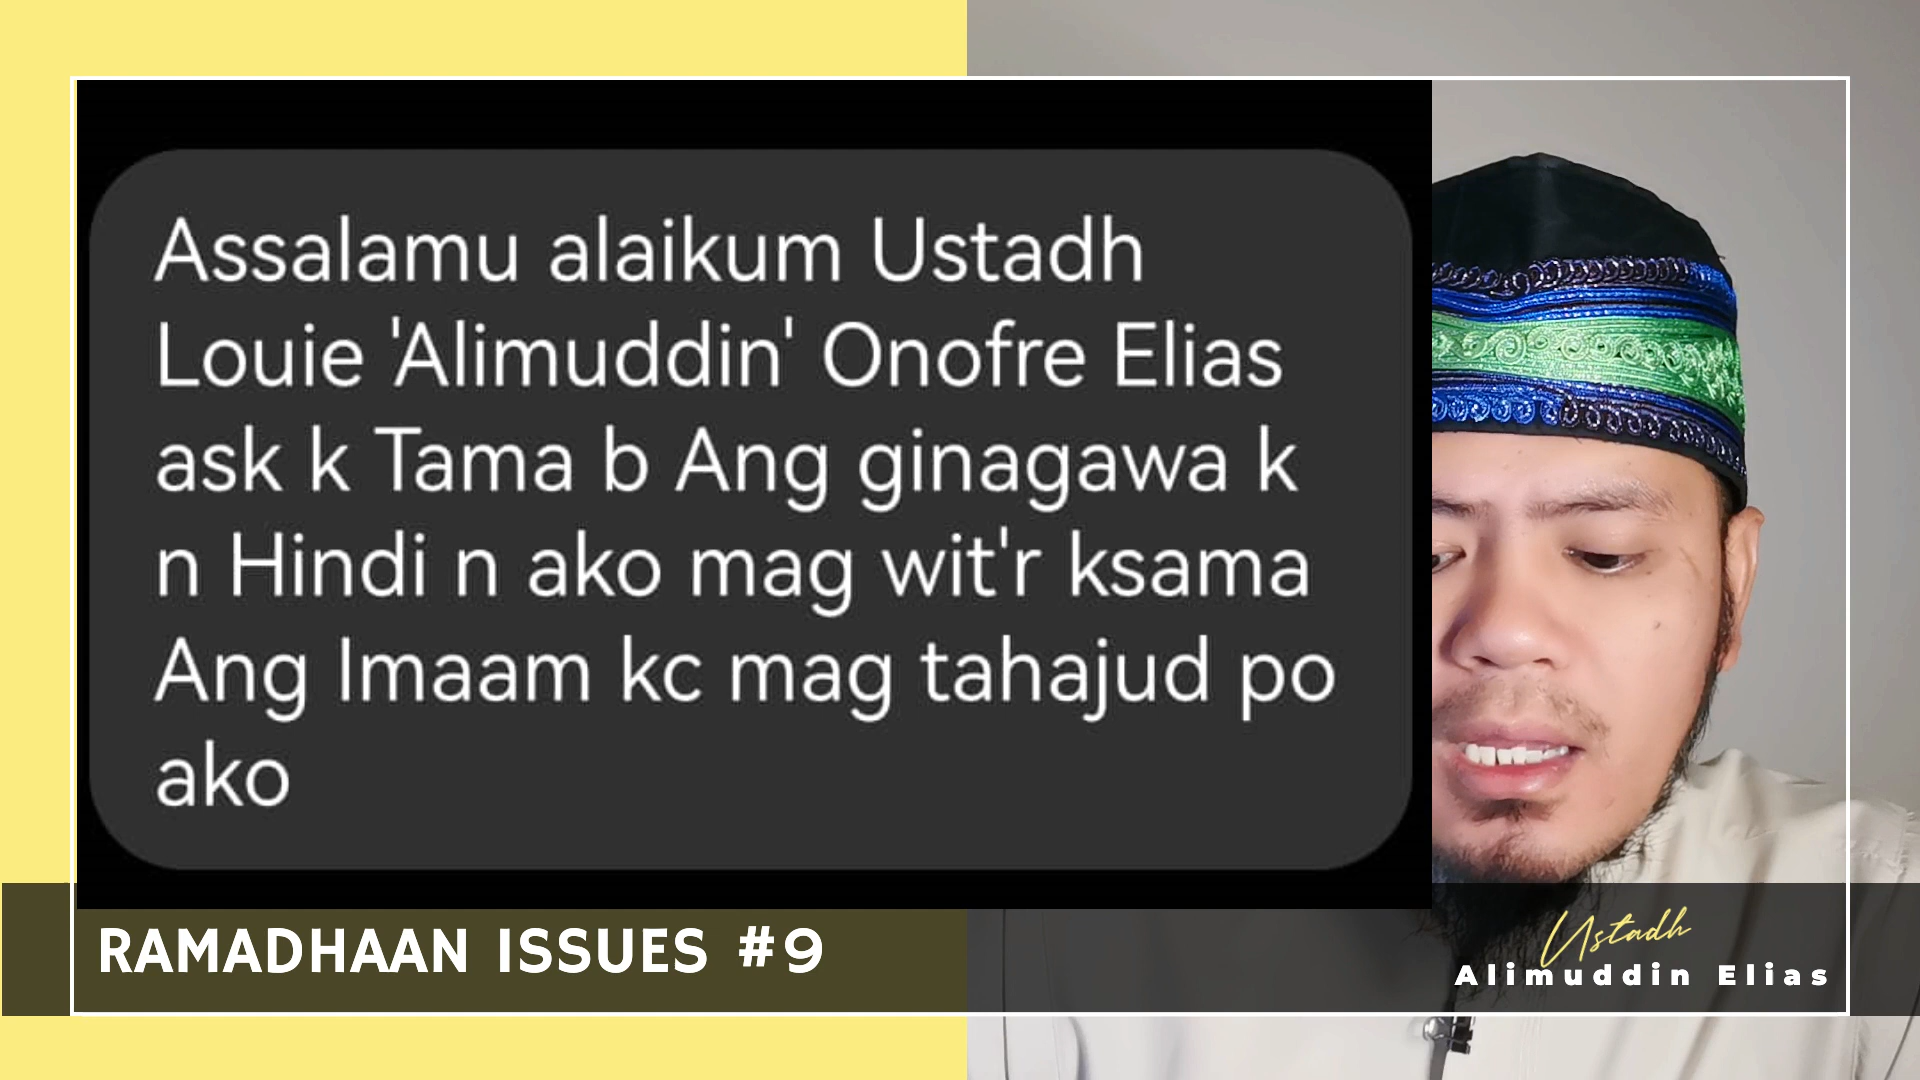 Assalamu alaikum Ustadh
Louie 'Alimuddin' Onofre Elias
ask k Tama b Ang ginagawa k
n Hindi n ako mag wit'r ksama
Ang Imaam kc mag tahajud po
ako
RAMADHAAN ISSUES #9
Ustadh
Alimuddin Elias